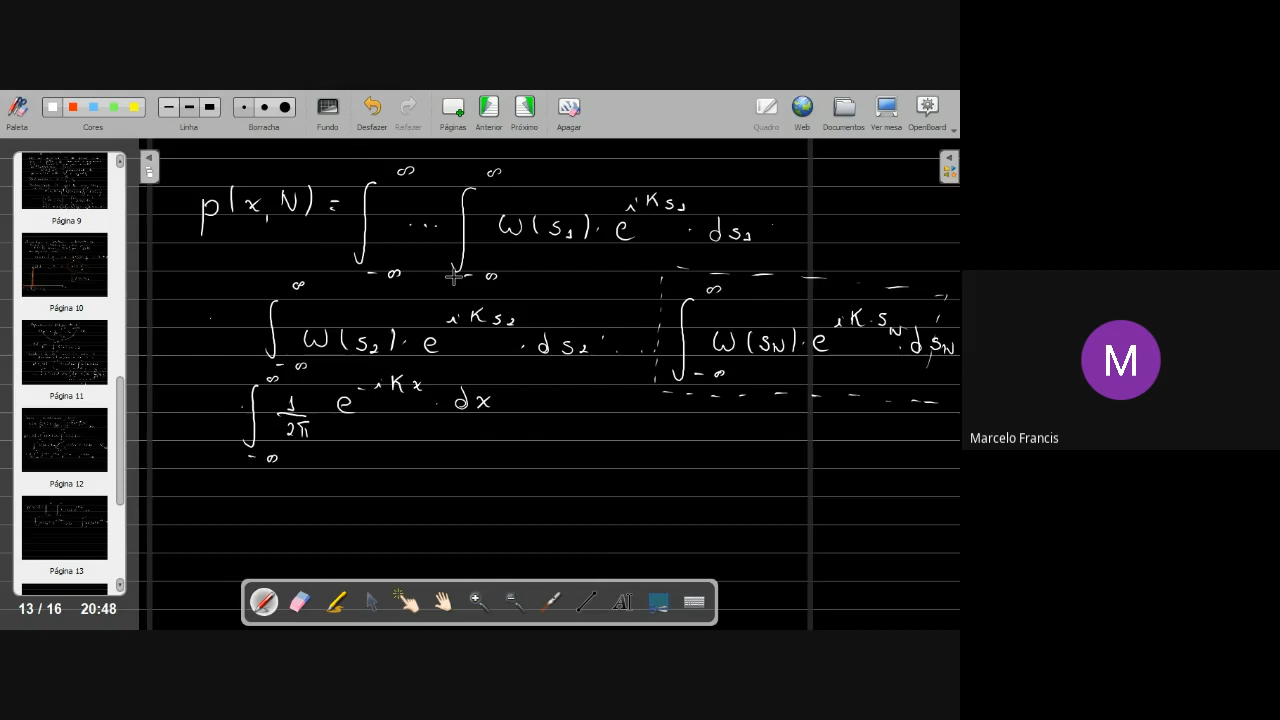 Paleta Cores Linha Borracha Fundo Desfazer Refazer Páginas Anterior Próximo Apagar Quadro Web Documentos Ver mesa OpenBoard
p(x,N) = ∫_{-∞}^{∞} ... ∫_{-∞}^{∞} ω(s₁)·e^{iKs₁} · ds₁
∫_{-∞}^{∞} ω(s₂)·e^{iKs₂} · ds₂ · ... ∫_{-∞}^{∞} ω(s_N)·e^{iK·s_N} · ds_N
∫_{-∞}^{∞} 1/2π e^{-iKx} · dx
Página 9
Página 10
Página 11
Página 12
Página 13
13 / 16 20:48
M
Marcelo Francis